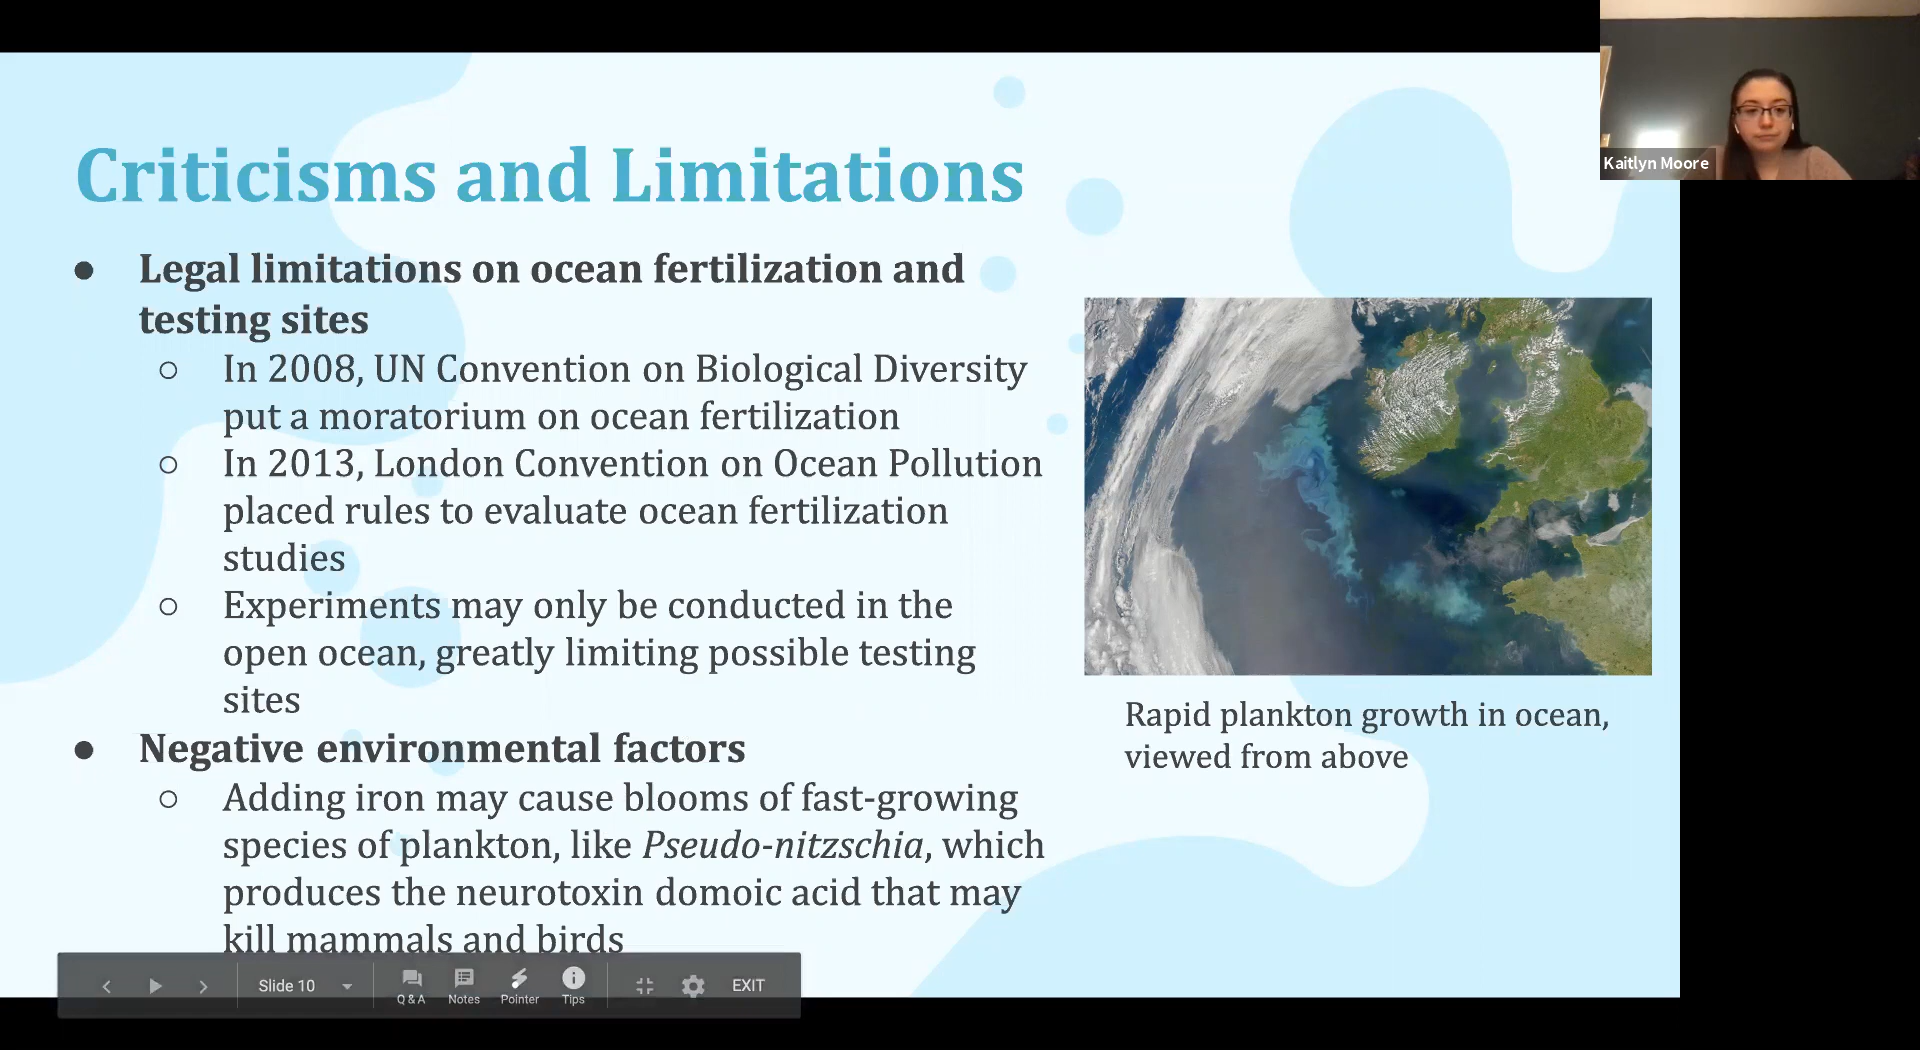 Kaitlyn Moore
Criticisms and Limitations
● Legal limitations on ocean fertilization and
testing sites
○ In 2008, UN Convention on Biological Diversity
put a moratorium on ocean fertilization
○ In 2013, London Convention on Ocean Pollution
placed rules to evaluate ocean fertilization
studies
○ Experiments may only be conducted in the
open ocean, greatly limiting possible testing
sites
● Negative environmental factors
○ Adding iron may cause blooms of fast-growing
species of plankton, like Pseudo-nitzschia, which
produces the neurotoxin domoic acid that may
kill mammals and birds
Rapid plankton growth in ocean,
viewed from above
Slide 10
Q & A
Notes
Pointer
Tips
EXIT